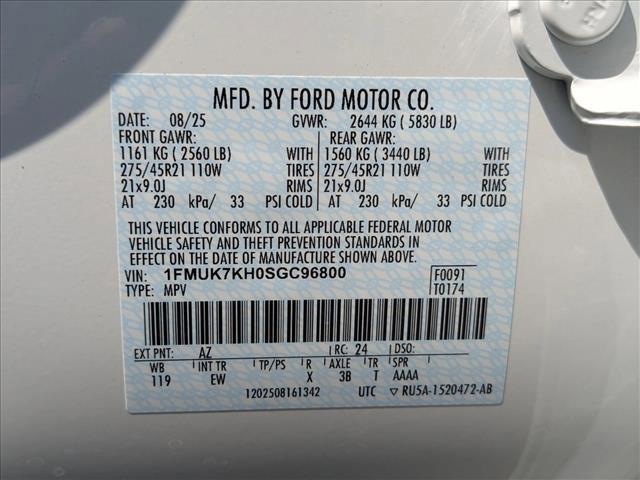 MFD. BY FORD MOTOR CO.
DATE: 08/25 GVWR: 2644 KG ( 5830 LB)
FRONT GAWR: REAR GAWR:
1161 KG ( 2560 LB) WITH 1560 KG ( 3440 LB) WITH
275/45R21 110W TIRES 275/45R21 110W TIRES
21x9.0J RIMS 21x9.0J RIMS
AT 230 kPa/ 33 PSI COLD AT 230 kPa/ 33 PSI COLD
THIS VEHICLE CONFORMS TO ALL APPLICABLE FEDERAL MOTOR
VEHICLE SAFETY AND THEFT PREVENTION STANDARDS IN
EFFECT ON THE DATE OF MANUFACTURE SHOWN ABOVE.
VIN: 1FMUK7KH0SGC96800 F0091
TYPE: MPV T0174
EXT PNT: AZ RC: 24 DSO:
WB INT TR TP/PS R AXLE TR SPR
119 EW X 3B T AAAA
1202508161342 UTC ▽ RU5A-1520472-AB